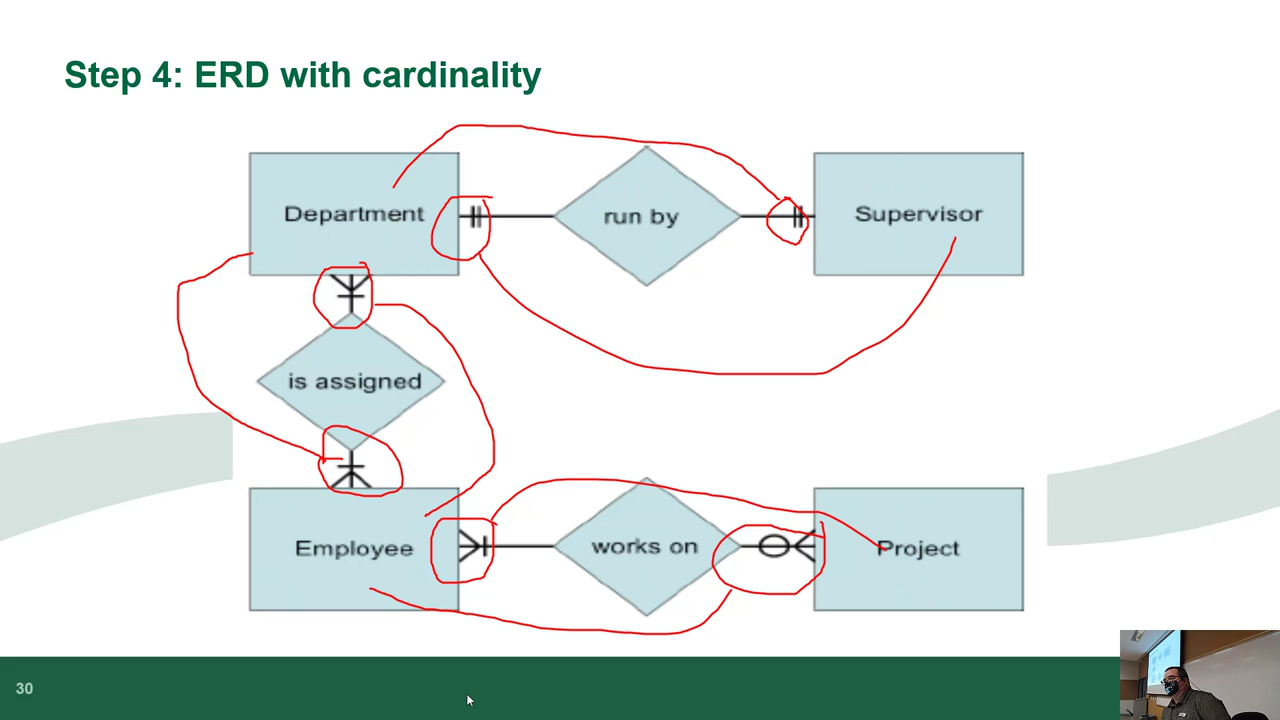 Step 4: ERD with cardinality
Department
run by
Supervisor
is assigned
Employee
works on
Project
30